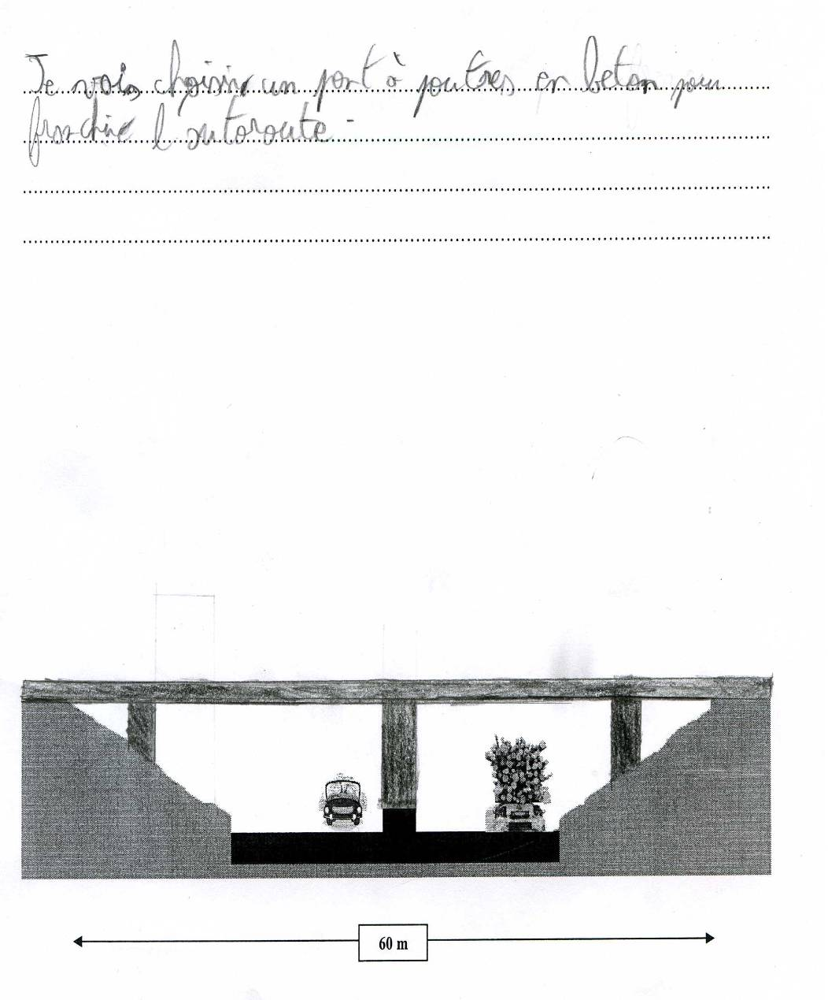 Je vais choisir un pont à poutres en beton pour
franchir l autoroute.
60 m